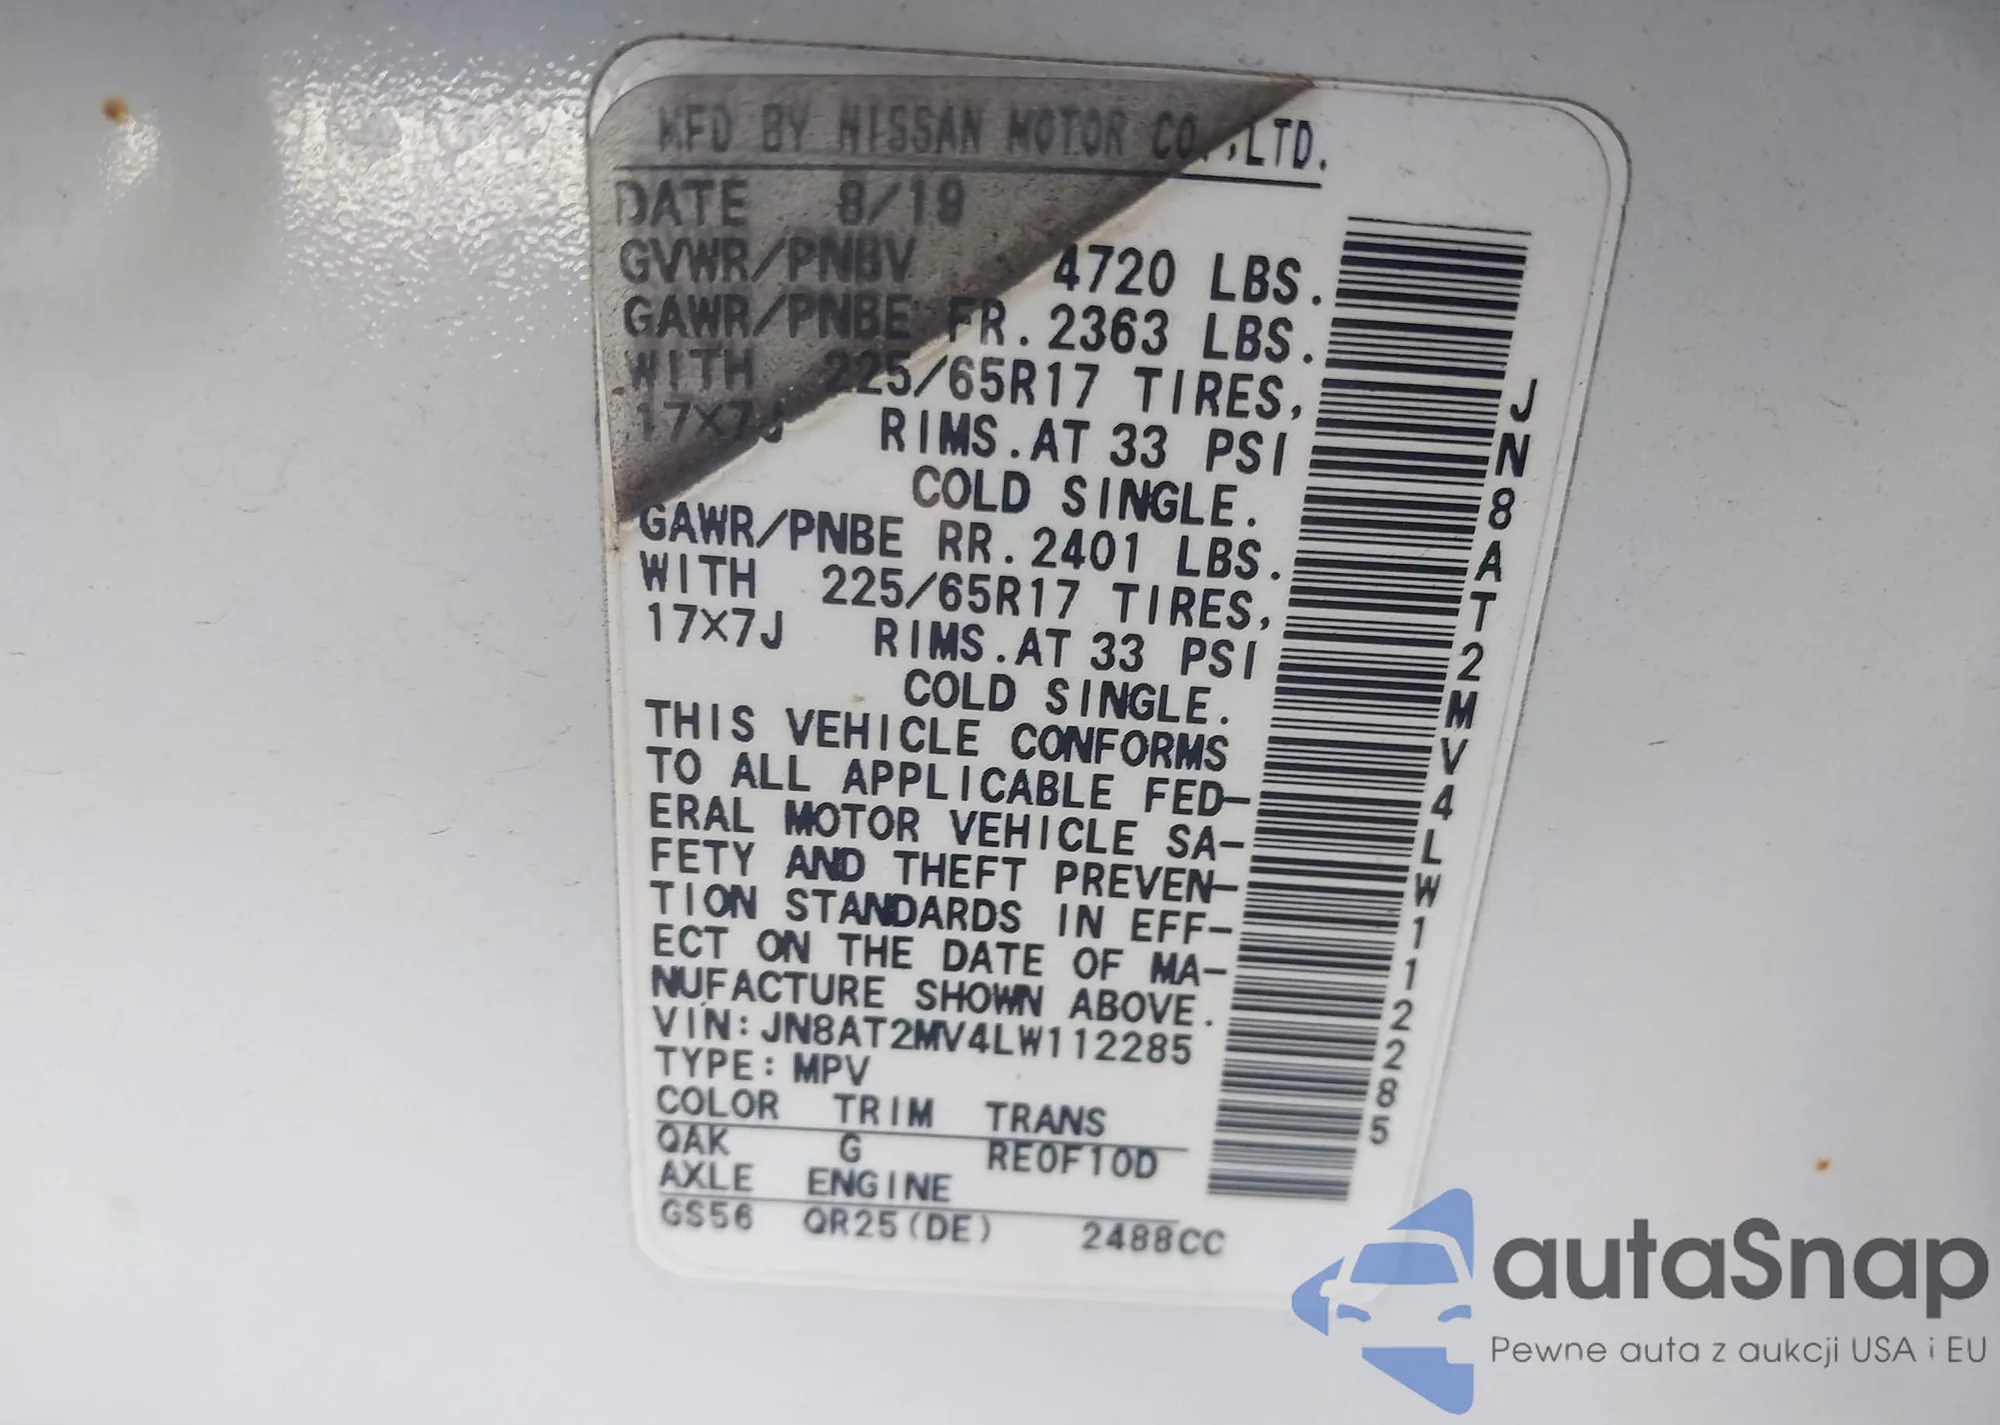 MFD BY NISSAN MOTOR CO.,LTD.
DATE 8/19
GVWR/PNBV 4720 LBS.
GAWR/PNBE FR. 2363 LBS.
WITH 225/65R17 TIRES,
17X7J RIMS. AT 33 PSI
COLD SINGLE.
GAWR/PNBE RR. 2401 LBS.
WITH 225/65R17 TIRES,
17X7J RIMS. AT 33 PSI
COLD SINGLE.
THIS VEHICLE CONFORMS
TO ALL APPLICABLE FED-
ERAL MOTOR VEHICLE SA-
FETY AND THEFT PREVEN-
TION STANDARDS IN EFF-
ECT ON THE DATE OF MA-
NUFACTURE SHOWN ABOVE.
VIN: JN8AT2MV4LW112285
TYPE: MPV
COLOR TRIM TRANS
QAK G RE0F10D
AXLE ENGINE
GS56 QR25(DE) 2488CC
JN8AT2MV4LW112285
autaSnap
Pewne auta z aukcji USA i EU